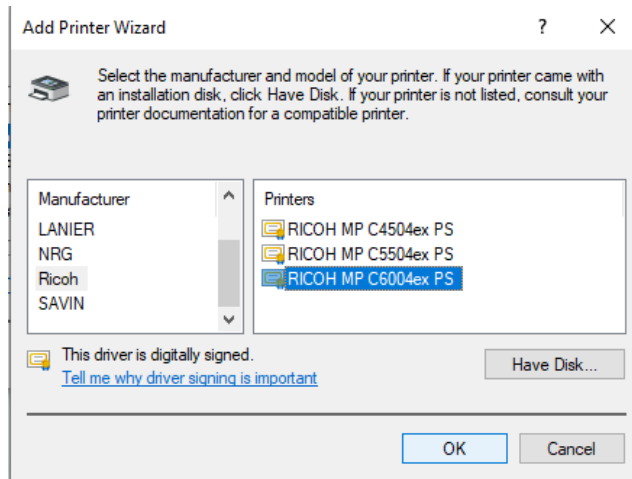 Add Printer Wizard
?
Select the manufacturer and model of your printer. If your printer came with
an installation disk, click Have Disk. If your printer is not listed, consult your
printer documentation for a compatible printer.
Manufacturer
LANIER
NRG
Ricoh
SAVIN
Printers
RICOH MP C4504ex PS
RICOH MP C5504ex PS
RICOH MP C6004ex PS
This driver is digitally signed.
Tell me why driver signing is important
Have Disk...
OK
Cancel